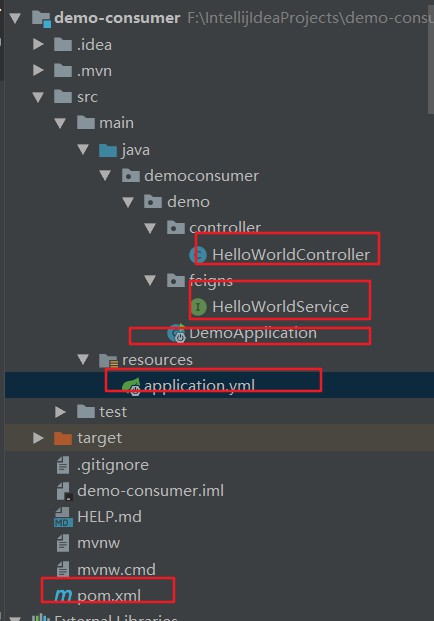 demo-consumer F:\IntellijIdeaProjects\demo-consu
.idea
.mvn
src
main
java
democonsumer
demo
controller
C HelloWorldController
feigns
I HelloWorldService
DemoApplication
resources
application.yml
test
target
.gitignore
demo-consumer.iml
MD HELP.md
mvnw
mvnw.cmd
m pom.xml
External Libraries